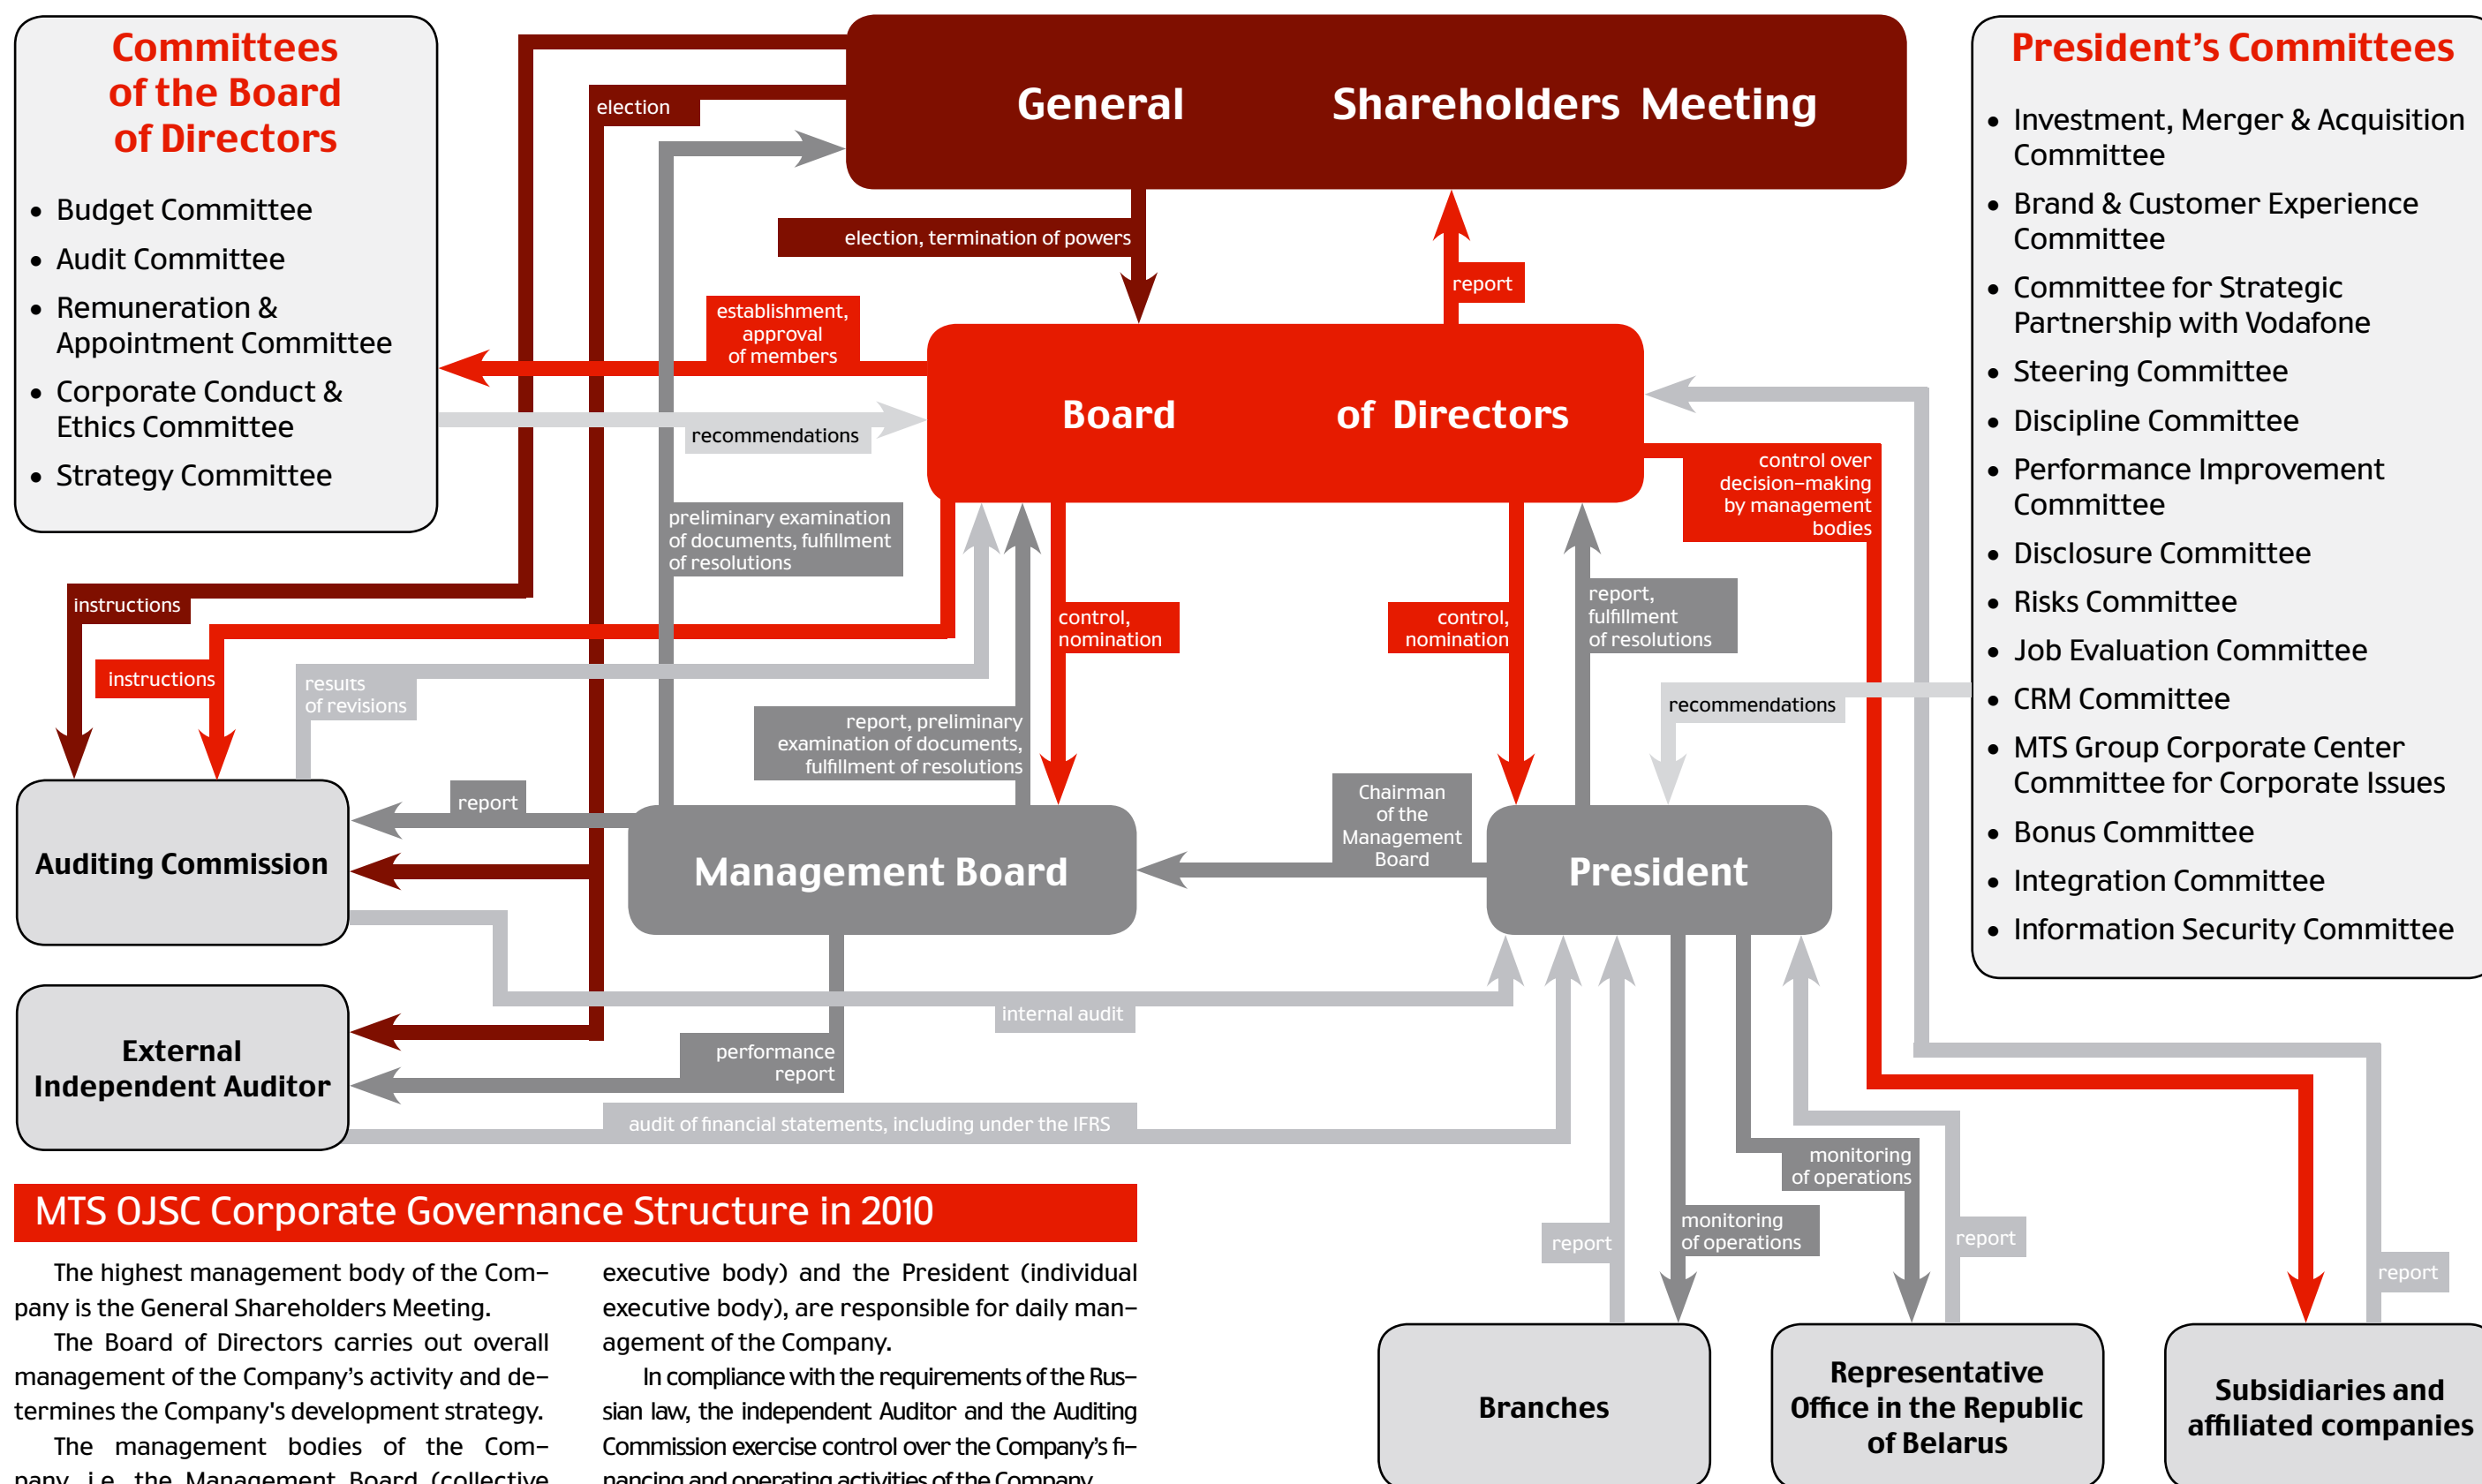 Committees
of the Board
of Directors
• Budget Committee
• Audit Committee
• Remuneration &
Appointment Committee
• Corporate Conduct &
Ethics Committee
• Strategy Committee
General Shareholders Meeting
President's Committees
• Investment, Merger & Acquisition
Committee
• Brand & Customer Experience
Committee
• Committee for Strategic
Partnership with Vodafone
• Steering Committee
• Discipline Committee
• Performance Improvement
Committee
• Disclosure Committee
• Risks Committee
• Job Evaluation Committee
• CRM Committee
• MTS Group Corporate Center
Committee for Corporate Issues
• Bonus Committee
• Integration Committee
• Information Security Committee
election
election, termination of powers
report
establishment,
approval
of members
Board of Directors
recommendations
control over
decision-making
by management
bodies
preliminary examination
of documents, fulfillment
of resolutions
instructions
instructions
results
of revisions
control,
nomination
control,
nomination
report,
fulfillment
of resolutions
recommendations
report, preliminary
examination of documents,
fulfillment of resolutions
report
Chairman
of the
Management
Board
Auditing Commission
Management Board
President
internal audit
External
Independent Auditor
performance
report
audit of financial statements, including under the IFRS
monitoring
of operations
monitoring
of operations
report
report
report
Branches
Representative
Office in the Republic
of Belarus
Subsidiaries and
affiliated companies
MTS OJSC Corporate Governance Structure in 2010
The highest management body of the Com-
pany is the General Shareholders Meeting.
The Board of Directors carries out overall
management of the Company's activity and de-
termines the Company's development strategy.
The management bodies of the Com-
pany, i.e. the Management Board (collective
executive body) and the President (individual
executive body), are responsible for daily man-
agement of the Company.
In compliance with the requirements of the Rus-
sian law, the independent Auditor and the Auditing
Commission exercise control over the Company's fi-
nancing and operating activities of the Company.